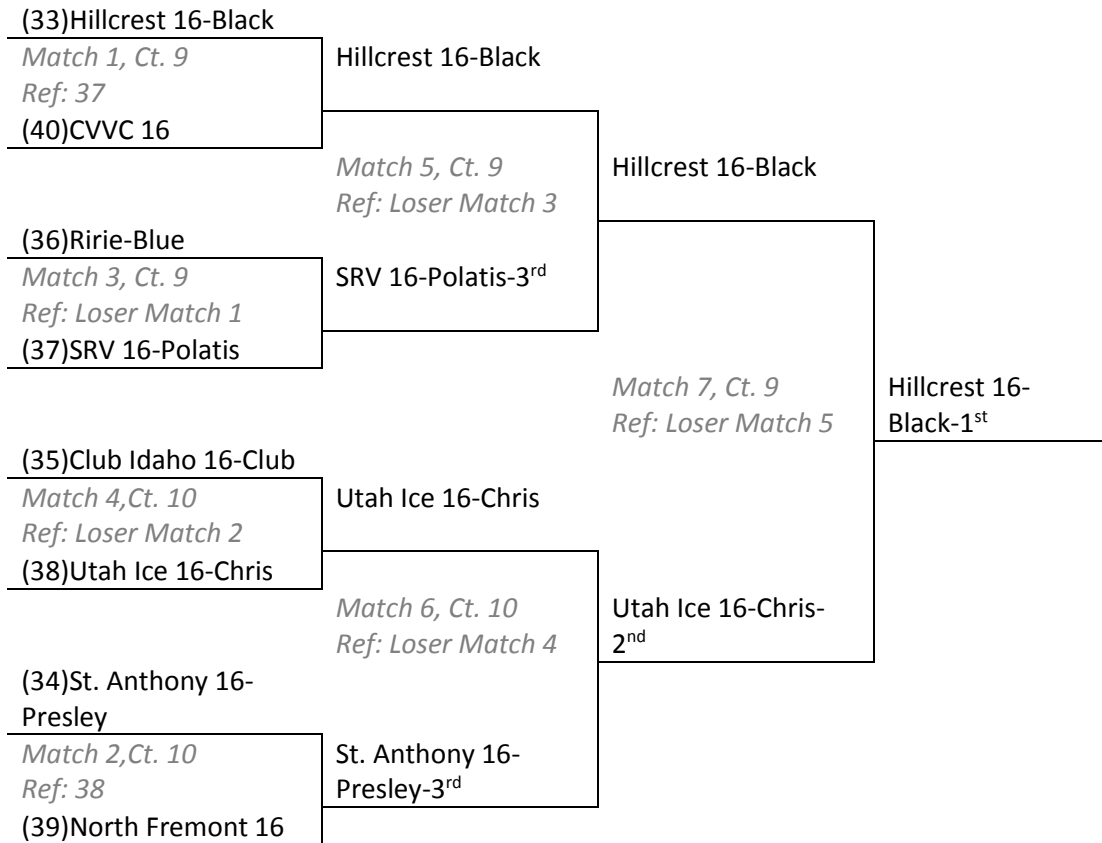 (33)Hillcrest 16-Black
Match 1, Ct. 9
Ref: 37
(40)CVVC 16
Hillcrest 16-Black
Match 5, Ct. 9
Ref: Loser Match 3
Hillcrest 16-Black
(36)Ririe-Blue
Match 3, Ct. 9
Ref: Loser Match 1
(37)SRV 16-Polatis
SRV 16-Polatis-3rd
Match 7, Ct. 9
Ref: Loser Match 5
Hillcrest 16-
Black-1st
(35)Club Idaho 16-Club
Match 4,Ct. 10
Ref: Loser Match 2
(38)Utah Ice 16-Chris
Utah Ice 16-Chris
Match 6, Ct. 10
Ref: Loser Match 4
Utah Ice 16-Chris-
2nd
(34)St. Anthony 16-
Presley
Match 2,Ct. 10
Ref: 38
(39)North Fremont 16
St. Anthony 16-
Presley-3rd